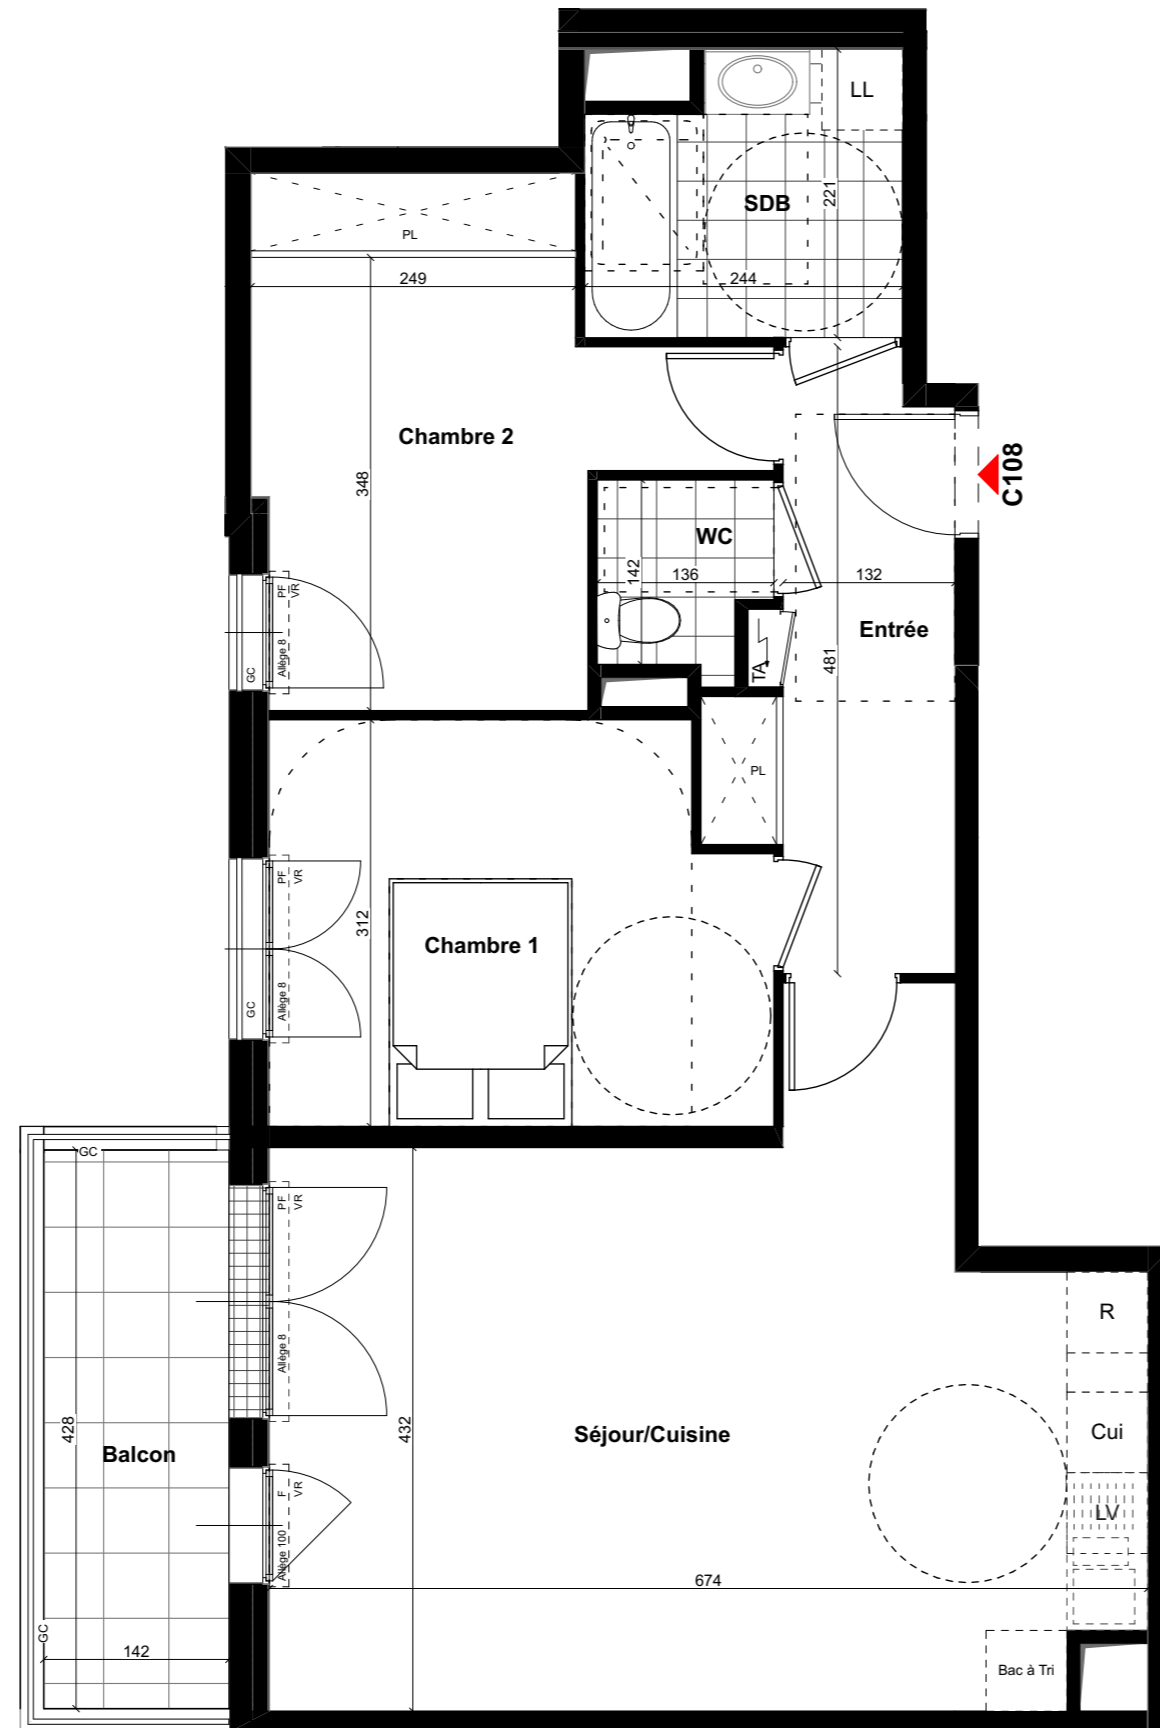 LL
SDB
221
PL
249
244
Chambre 2
348
C108
WC
142
136
132
Entrée
PF
VR
Allège 8
GC
TA
481
PL
PF
VR
312
Chambre 1
Allège 8
GC
GC
PF
VR
Allège 8
R
428
432
Séjour/Cuisine
Cui
Balcon
F
VR
Allège 100
LV
674
GC
142
Bac à Tri